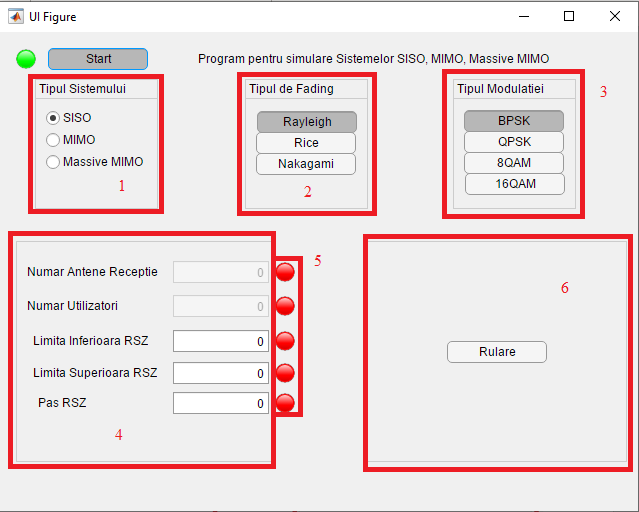 UI Figure
Start
Program pentru simulare Sistemelor SISO, MIMO, Massive MIMO
Tipul Sistemului
SISO
MIMO
Massive MIMO
1
Tipul de Fading
Rayleigh
Rice
Nakagami
2
Tipul Modulatiei
BPSK
QPSK
8QAM
16QAM
3
Numar Antene Receptie 0
Numar Utilizatori 0
Limita Inferioara RSZ 0
Limita Superioara RSZ 0
Pas RSZ 0
4
5
6
Rulare